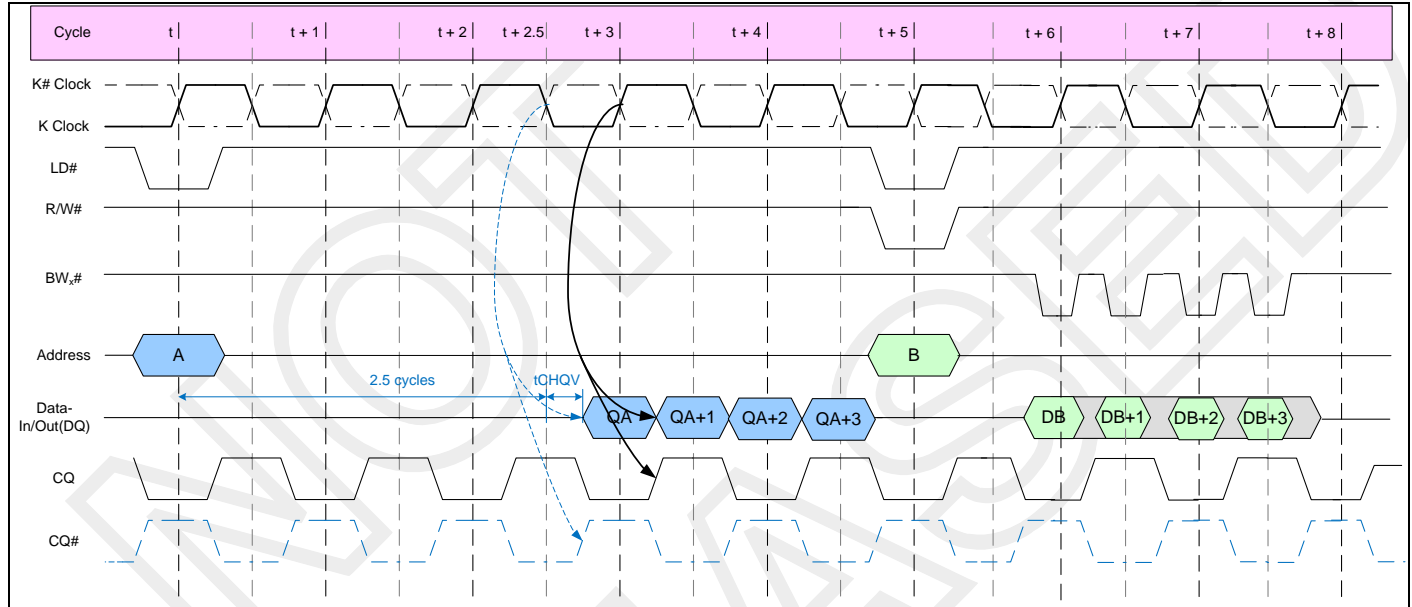 Cycle t t + 1 t + 2 t + 2.5 t + 3 t + 4 t + 5 t + 6 t + 7 t + 8
K# Clock
K Clock
LD#
R/W#
BWx#
Address A B
2.5 cycles tCHQV
Data-
In/Out(DQ) QA QA+1 QA+2 QA+3 DB DB+1 DB+2 DB+3
CQ
CQ#